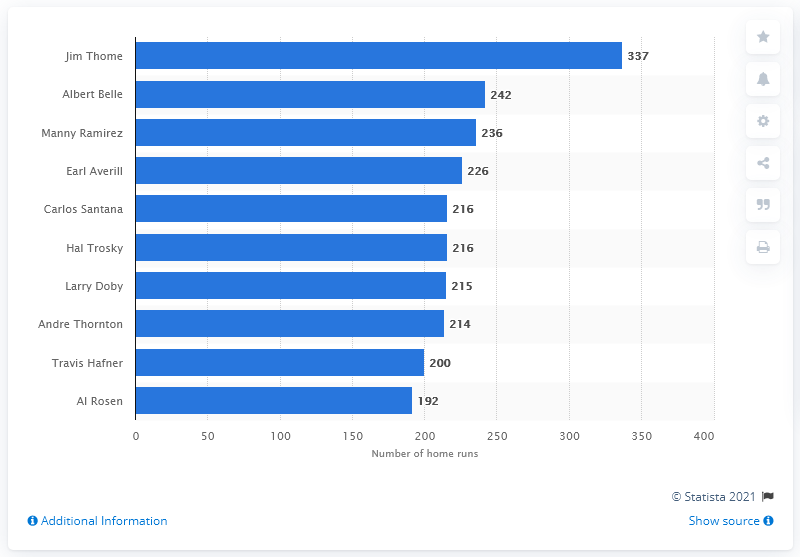 Jim Thome 337
Albert Belle 242
Manny Ramirez 236
Earl Averill 226
Carlos Santana 216
Hal Trosky 216
Larry Doby 215
Andre Thornton 214
Travis Hafner 200
Al Rosen 192
0 50 100 150 200 250 300 350 400
Number of home runs
© Statista 2021
Additional Information
Show source